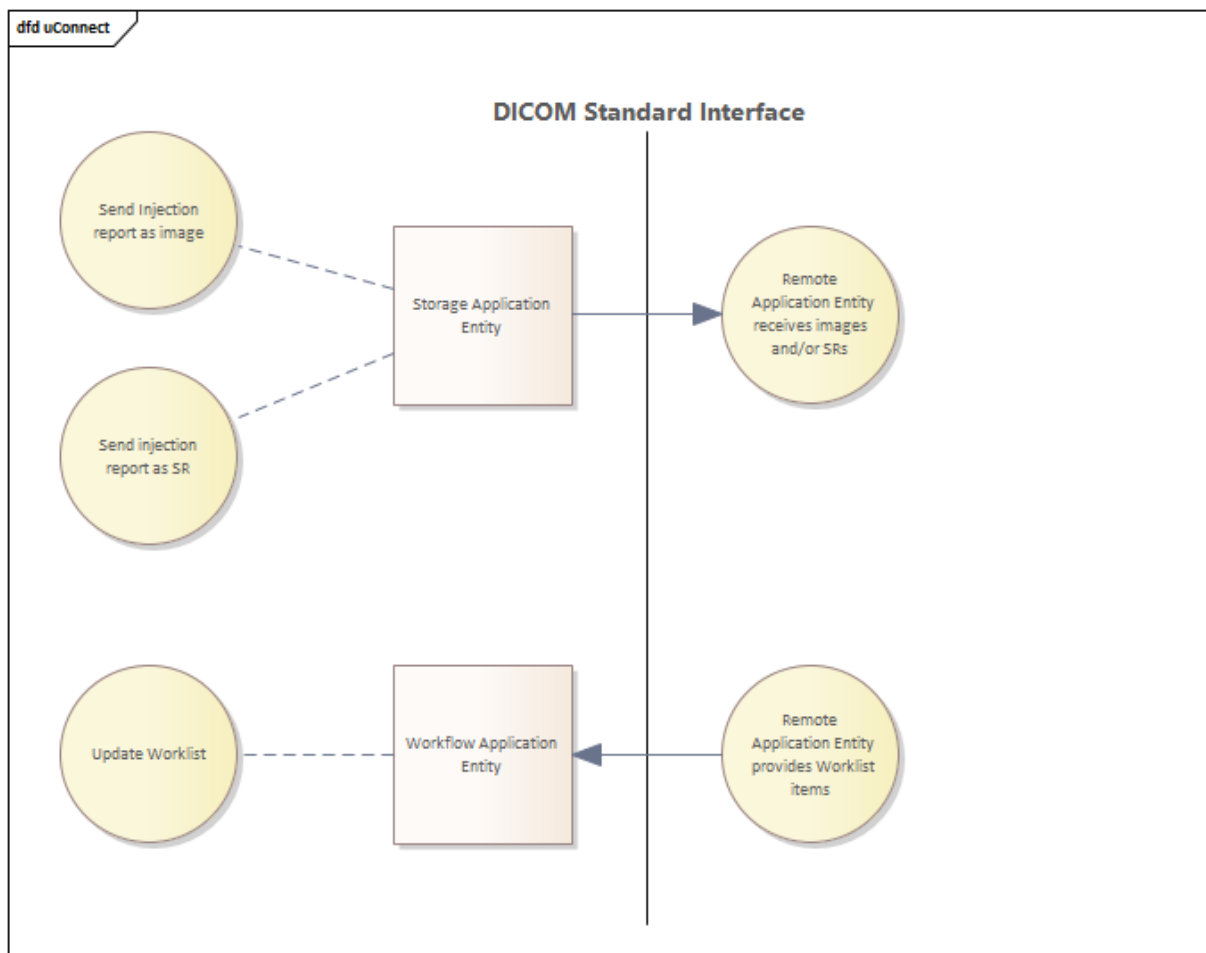 dfd uConnect
DICOM Standard Interface
Send Injection
report as image
Storage Application
Entity
Remote
Application Entity
receives images
and/or SRs
Send injection
report as SR
Update Worklist
Workflow Application
Entity
Remote
Application Entity
provides Worklist
items